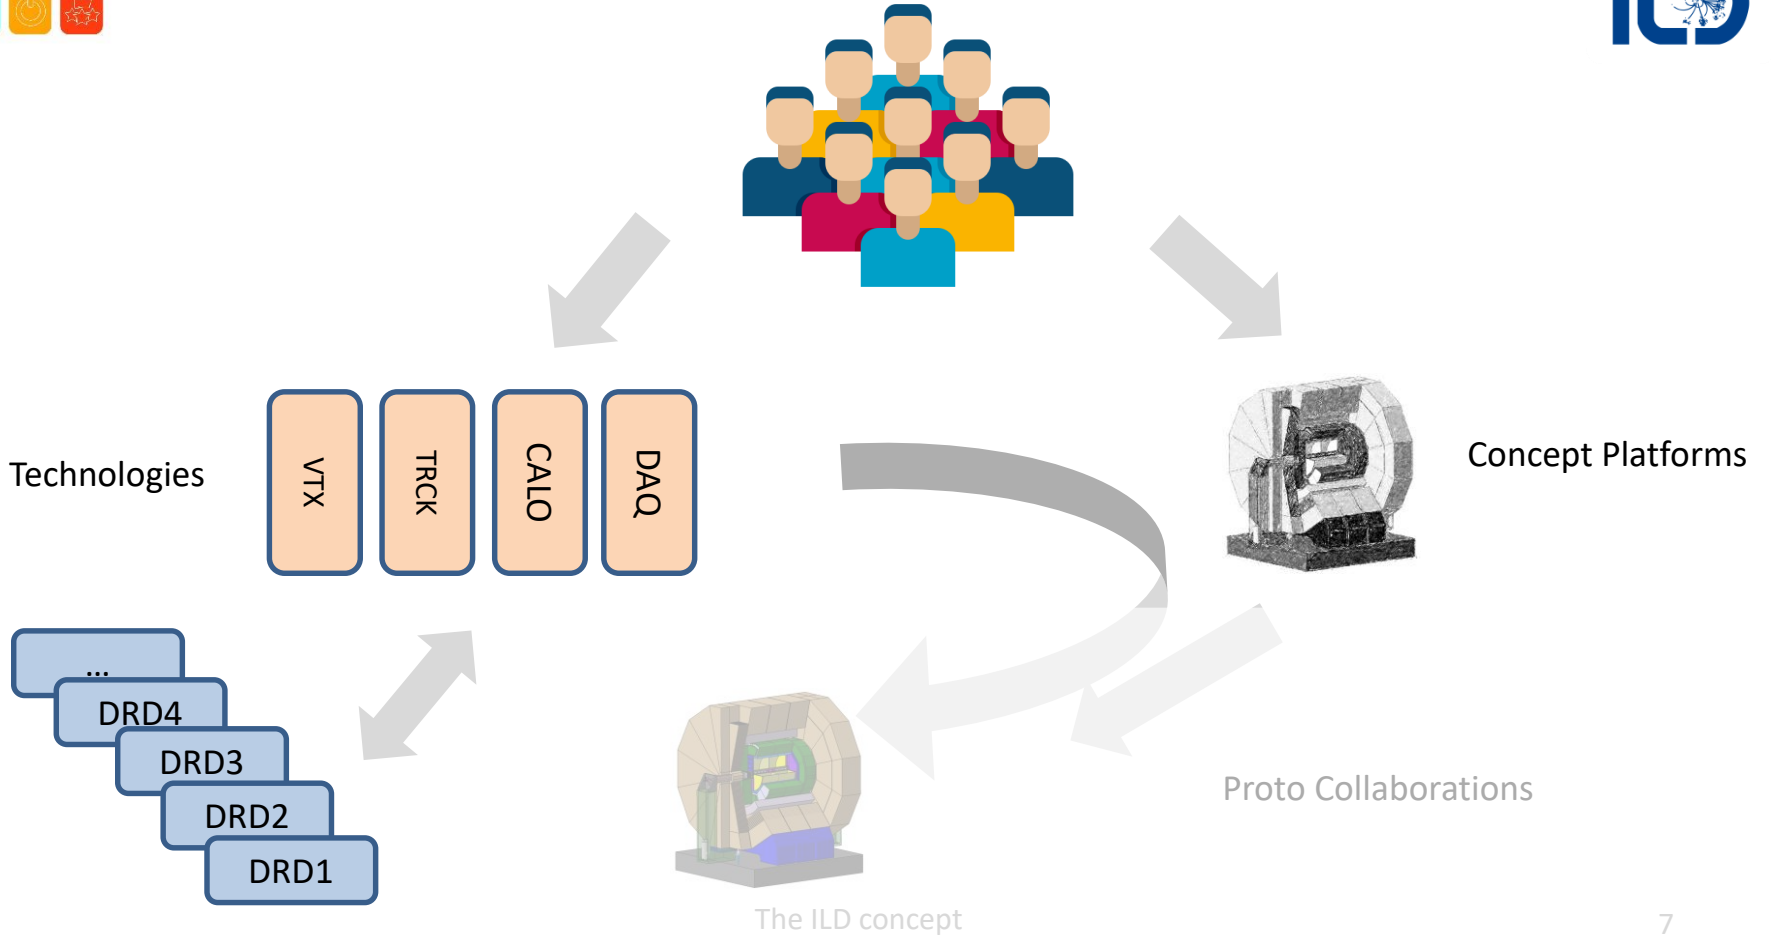 Technologies
VTX
TRCK
CALO
DAQ
Concept Platforms
...
DRD4
DRD3
DRD2
DRD1
Proto Collaborations
The ILD concept
7